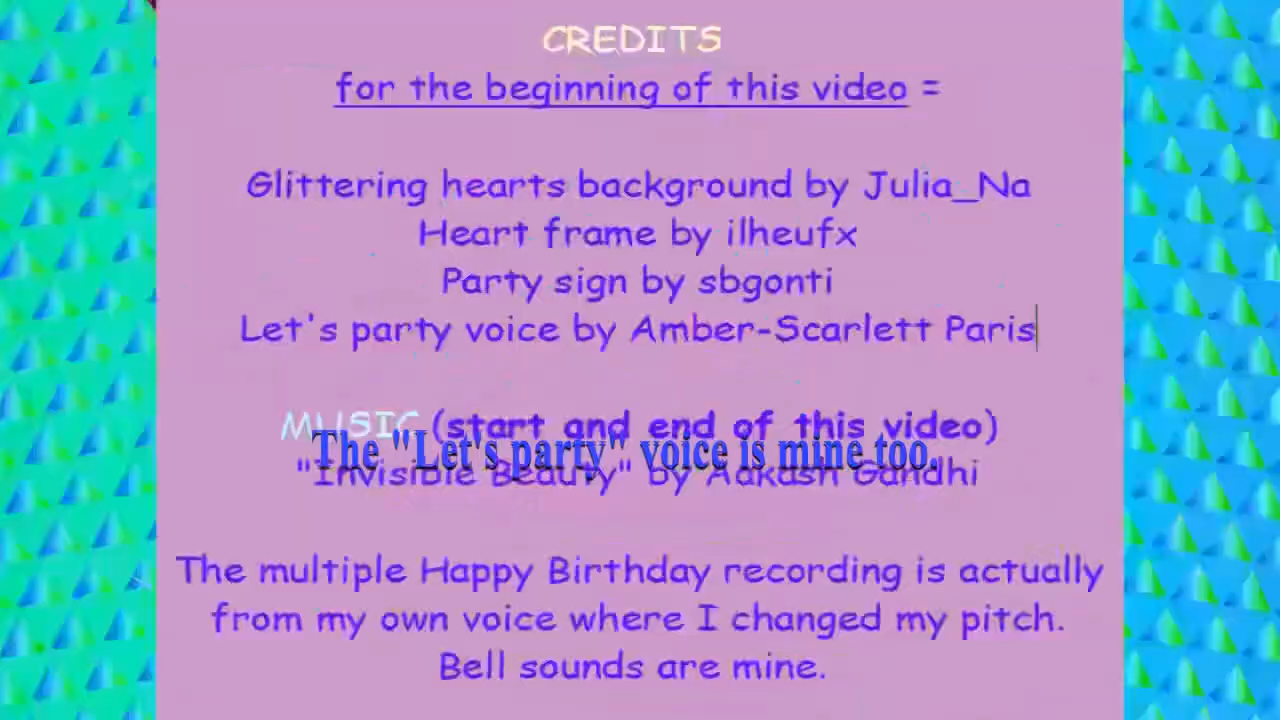 CREDITS
for the beginning of this video =
Glittering hearts background by Julia_Na
Heart frame by ilheufx
Party sign by sbgonti
Let's party voice by Amber-Scarlett Paris
MUSIC (start and end of this video)
The "Let's party" voice is mine too.
"Invisible Beauty" by Aakash Gandhi
The multiple Happy Birthday recording is actually
from my own voice where I changed my pitch.
Bell sounds are mine.